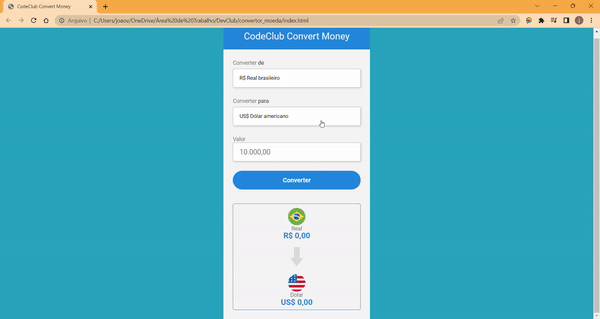 CodeClub Convert Money
Arquivo | C:/Users/joaov/OneDrive/Área%20de%20Trabalho/DevClub/convertor_moeda/index.html
CodeClub Convert Money
Converter de
R$ Real brasileiro
Converter para
US$ Dólar americano
Valor
10.000,00
Converter
Real
R$ 0,00
Dolar
US$ 0,00